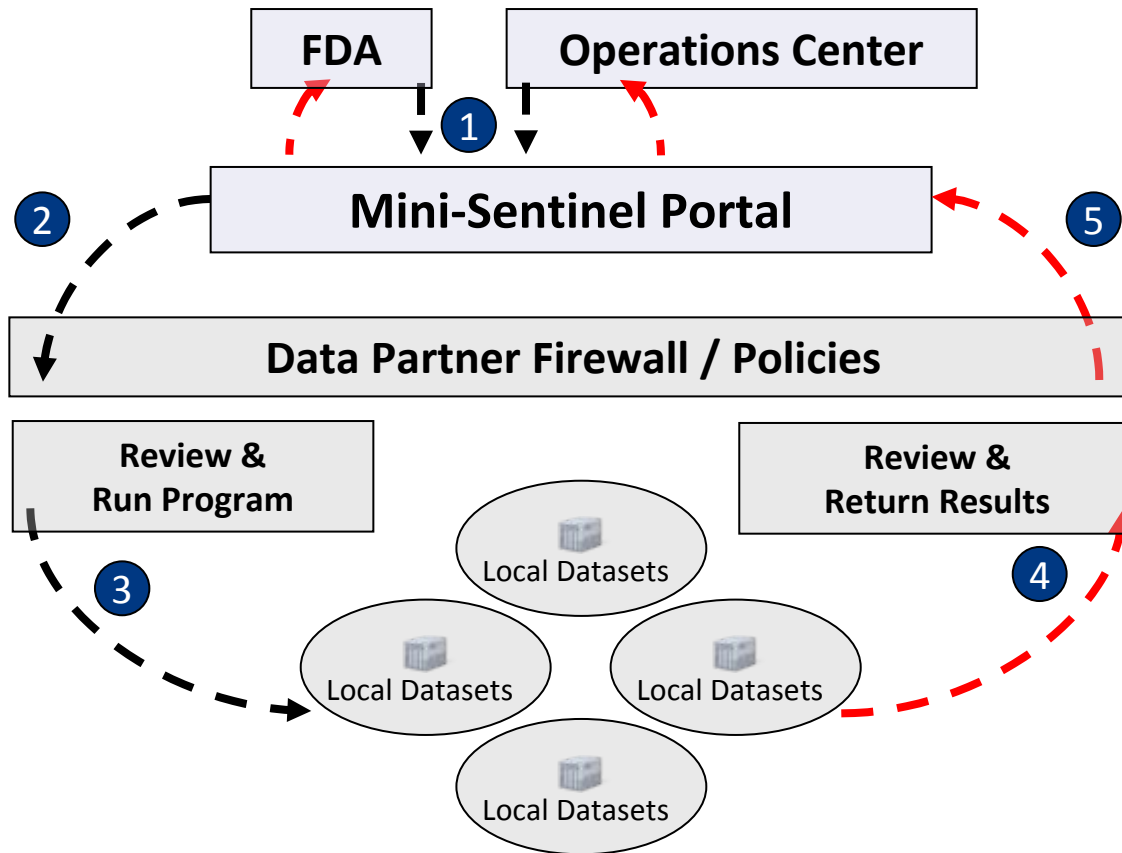 FDA
Operations Center
1
Mini-Sentinel Portal
2
5
Data Partner Firewall / Policies
Review &
Run Program
Review &
Return Results
Local Datasets
3
4
Local Datasets
Local Datasets
Local Datasets